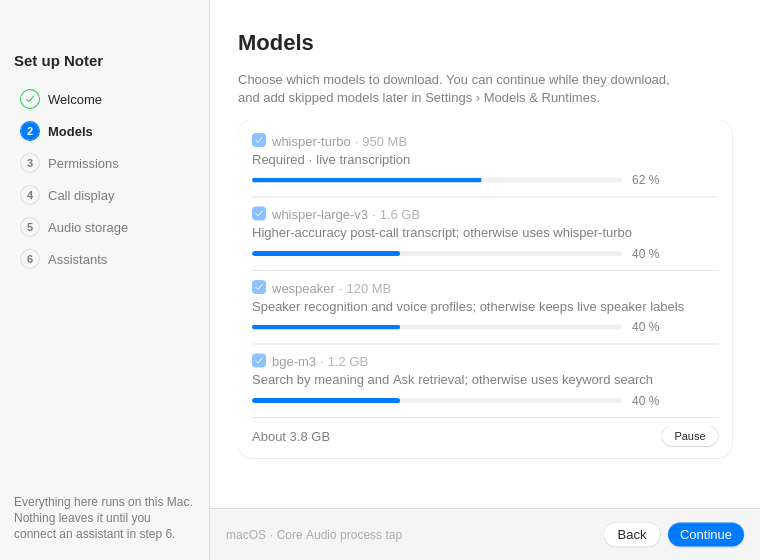 Set up Noter
Welcome
2 Models
3 Permissions
4 Call display
5 Audio storage
6 Assistants
Everything here runs on this Mac.
Nothing leaves it until you
connect an assistant in step 6.
Models
Choose which models to download. You can continue while they download,
and add skipped models later in Settings › Models & Runtimes.
whisper-turbo · 950 MB
Required · live transcription
62 %
whisper-large-v3 · 1.6 GB
Higher-accuracy post-call transcript; otherwise uses whisper-turbo
40 %
wespeaker · 120 MB
Speaker recognition and voice profiles; otherwise keeps live speaker labels
40 %
bge-m3 · 1.2 GB
Search by meaning and Ask retrieval; otherwise uses keyword search
40 %
About 3.8 GB
Pause
macOS · Core Audio process tap
Back
Continue